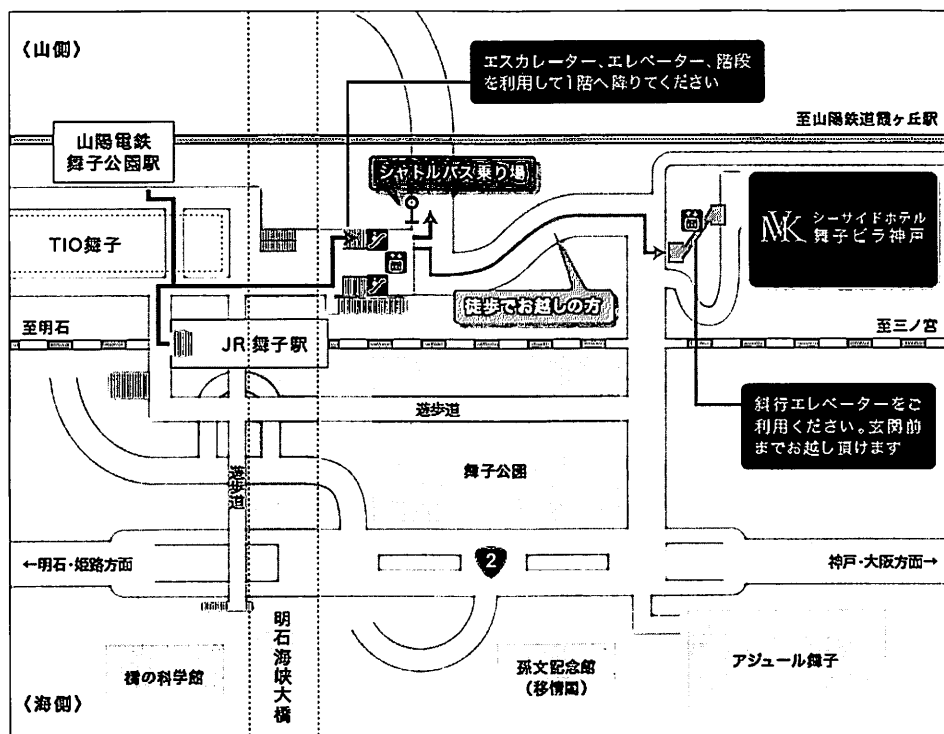 〈山側〉
エスカレーター、エレベーター、階段
を利用して1階へ降りてください
至山陽鉄道霞ヶ丘駅
山陽電鉄
舞子公園駅
シャトルバス乗り場
シーサイドホテル
舞子ビラ神戸
TIO舞子
徒歩でお越しの方
至明石
至三ノ宮
JR 舞子駅
遊歩道
斜行エレベーターをご
利用ください。玄関前
までお越し頂けます
舞子公園
遊歩道
←明石・姫路方面
2
神戸・大阪方面→
明石海峡大橋
橋の科学館
孫文記念館
(移情閣)
アジュール舞子
〈海側〉